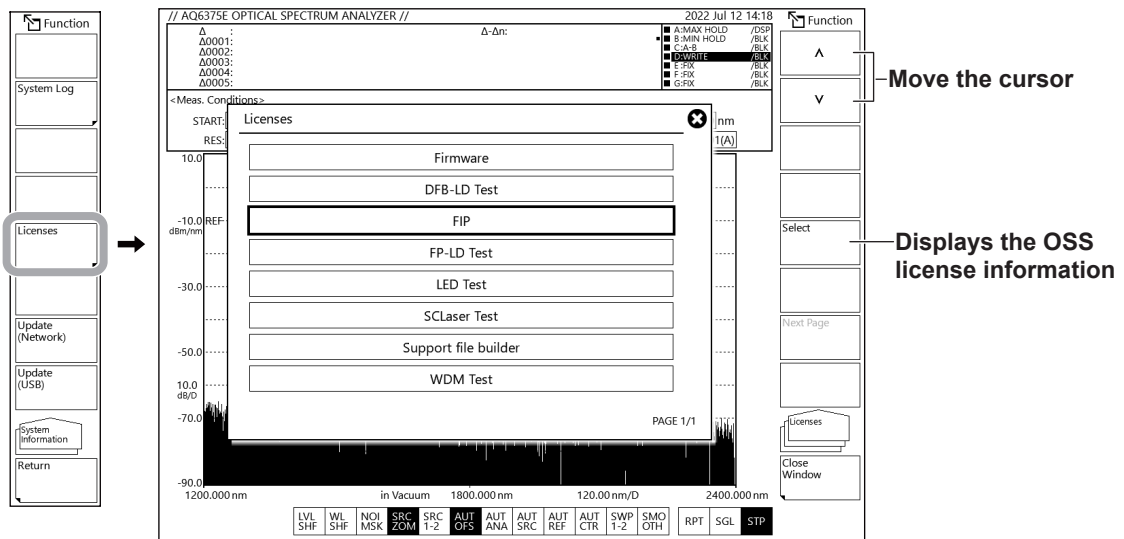 Function
System Log
Licenses
Update
(Network)
Update
(USB)
System
Information
Return
// AQ6375E OPTICAL SPECTRUM ANALYZER //
2022 Jul 12 14:18
Δ :
Δ0001:
Δ0002:
Δ0003:
Δ0004:
Δ0005:
Δ-Δn:
A:MAX HOLD /DSP
B:MIN HOLD /BLK
C:A-B /BLK
D:WRITE /BLK
E:FIX /BLK
F:FIX /BLK
G:FIX /BLK
<Meas. Conditions>
START:
nm
RES:
1(A)
Licenses
Firmware
DFB-LD Test
FIP
FP-LD Test
LED Test
SCLaser Test
Support file builder
WDM Test
PAGE 1/1
10.0
-10.0 REF
dBm/nm
-30.0
-50.0
10.0
dB/D
-70.0
-90.0
1200.000 nm in Vacuum 1800.000 nm 120.00 nm/D 2400.000 nm
LVL SHF
WL SHF
NOI MSK
SRC ZOM
SRC 1-2
AUT OFS
AUT ANA
AUT SRC
AUT REF
AUT CTR
SWP 1-2
SMO OTH
RPT
SGL
STP
Function
Select
Next Page
Licenses
Close
Window
Move the cursor
Displays the OSS
license information